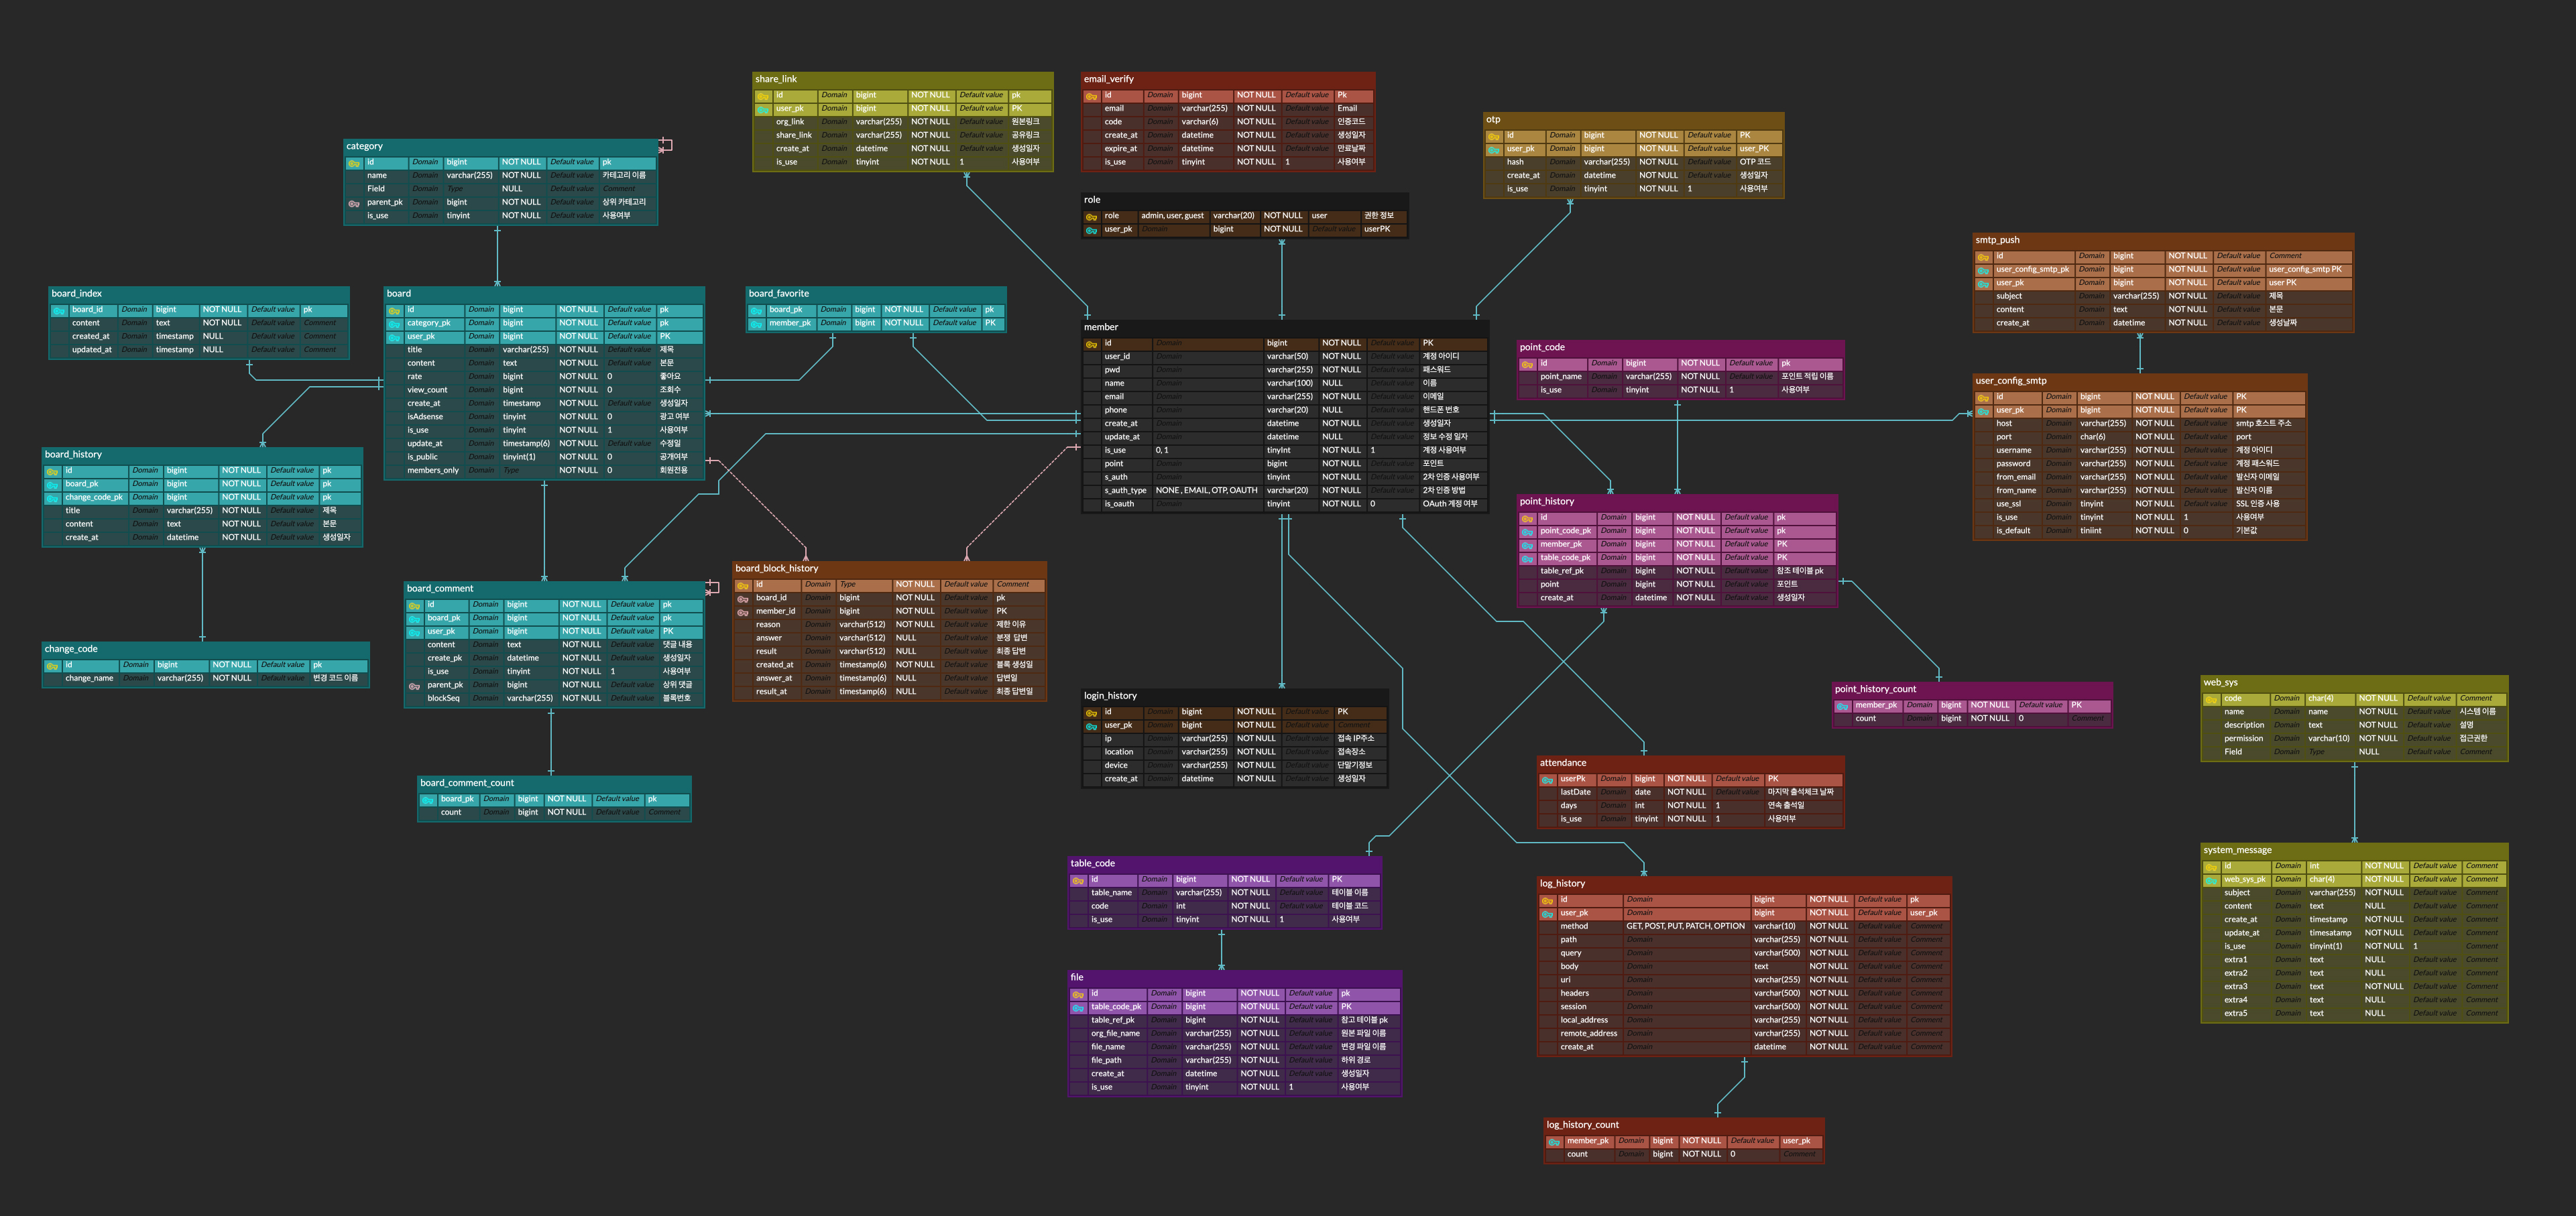 share_link
id Domain bigint NOT NULL Default value pk
user_pk Domain bigint NOT NULL Default value PK
org_link Domain varchar(255) NOT NULL Default value 원본링크
share_link Domain varchar(255) NOT NULL Default value 공유링크
create_at Domain datetime NOT NULL Default value 생성일자
is_use Domain tinyint NOT NULL 1 사용여부
email_verify
id Domain bigint NOT NULL Default value Pk
email Domain varchar(255) NOT NULL Default value Email
code Domain varchar(6) NOT NULL Default value 인증코드
create_at Domain datetime NOT NULL Default value 생성일자
expire_at Domain datetime NOT NULL Default value 만료날짜
is_use Domain tinyint NOT NULL 1 사용여부
otp
id Domain bigint NOT NULL Default value PK
user_pk Domain bigint NOT NULL Default value user_PK
hash Domain varchar(255) NOT NULL Default value OTP 코드
create_at Domain datetime NOT NULL Default value 생성일자
is_use Domain tinyint NOT NULL 1 사용여부
category
id Domain bigint NOT NULL Default value pk
name Domain varchar(255) NOT NULL Default value 카테고리 이름
Field Domain Type NULL Default value Comment
parent_pk Domain bigint NOT NULL Default value 상위 카테고리
is_use Domain tinyint NOT NULL Default value 사용여부
role
role admin, user, guest varchar(20) NOT NULL user 권한 정보
user_pk Domain bigint NOT NULL Default value userPK
smtp_push
id Domain bigint NOT NULL Default value Comment
user_config_smtp_pk Domain bigint NOT NULL Default value user_config_smtp PK
user_pk Domain bigint NOT NULL Default value user PK
subject Domain varchar(255) NOT NULL Default value 제목
content Domain text NOT NULL Default value 본문
create_at Domain datetime NOT NULL Default value 생성날짜
board_index
board_id Domain bigint NOT NULL Default value pk
content Domain text NOT NULL Default value Comment
created_at Domain timestamp NULL Default value Comment
updated_at Domain timestamp NULL Default value Comment
board
id Domain bigint NOT NULL Default value pk
category_pk Domain bigint NOT NULL Default value pk
user_pk Domain bigint NOT NULL Default value PK
title Domain varchar(255) NOT NULL Default value 제목
content Domain text NOT NULL Default value 본문
rate Domain bigint NOT NULL 0 좋아요
view_count Domain bigint NOT NULL 0 조회수
create_at Domain timestamp NOT NULL Default value 생성일자
isAdsense Domain tinyint NOT NULL 0 광고 여부
is_use Domain tinyint NOT NULL 1 사용여부
update_at Domain timestamp(6) NOT NULL Default value 수정일
is_public Domain tinyint(1) NOT NULL 0 공개여부
members_only Domain Type NOT NULL 0 회원전용
board_favorite
board_pk Domain bigint NOT NULL Default value pk
member_pk Domain bigint NOT NULL Default value PK
member
id Domain bigint NOT NULL Default value PK
user_id Domain varchar(50) NOT NULL Default value 계정 아이디
pwd Domain varchar(255) NOT NULL Default value 패스워드
name Domain varchar(100) NULL Default value 이름
email Domain varchar(255) NOT NULL Default value 이메일
phone Domain varchar(20) NULL Default value 핸드폰 번호
create_at Domain datetime NOT NULL Default value 생성일자
update_at Domain datetime NULL Default value 정보 수정 일자
is_use 0, 1 tinyInt NOT NULL 1 계정 사용여부
point Domain bigint NOT NULL Default value 포인트
s_auth Domain tinyint NOT NULL Default value 2차 인증 사용여부
s_auth_type NONE , EMAIL, OTP, OAUTH varchar(20) NOT NULL Default value 2차 인증 방법
is_oauth Domain tinyint NOT NULL 0 OAuth 계정 여부
point_code
id Domain bigint NOT NULL Default value pk
point_name Domain varchar(255) NOT NULL Default value 포인트 적립 이름
is_use Domain tinyint NOT NULL 1 사용여부
user_config_smtp
id Domain bigint NOT NULL Default value PK
user_pk Domain bigint NOT NULL Default value PK
host Domain varchar(255) NOT NULL Default value smtp 호스트 주소
port Domain char(6) NOT NULL Default value port
username Domain varchar(255) NOT NULL Default value 계정 아이디
password Domain varchar(255) NOT NULL Default value 계정 패스워드
from_email Domain varchar(255) NOT NULL Default value 발신자 이메일
from_name Domain varchar(255) NOT NULL Default value 발신자 이름
use_ssl Domain tinyint NOT NULL Default value SSL 인증 사용
is_use Domain tinyint NOT NULL 1 사용여부
is_default Domain tiniint NOT NULL 0 기본값
board_history
id Domain bigint NOT NULL Default value pk
board_pk Domain bigint NOT NULL Default value pk
change_code_pk Domain bigint NOT NULL Default value pk
title Domain varchar(255) NOT NULL Default value 제목
content Domain text NOT NULL Default value 본문
create_at Domain datetime NOT NULL Default value 생성일자
point_history
id Domain bigint NOT NULL Default value pk
point_code_pk Domain bigint NOT NULL Default value pk
member_pk Domain bigint NOT NULL Default value PK
table_code_pk Domain bigint NOT NULL Default value PK
table_ref_pk Domain bigint NOT NULL Default value 참조 테이블 pk
point Domain bigint NOT NULL Default value 포인트
create_at Domain datetime NOT NULL Default value 생성일자
board_comment
id Domain bigint NOT NULL Default value pk
board_pk Domain bigint NOT NULL Default value pk
user_pk Domain bigint NOT NULL Default value PK
content Domain text NOT NULL Default value 댓글 내용
create_pk Domain datetime NOT NULL Default value 생성일자
is_use Domain tinyint NOT NULL 1 사용여부
parent_pk Domain bigint NOT NULL Default value 상위 댓글
blockSeq Domain varchar(255) NOT NULL Default value 블록번호
board_block_history
id Domain Type NOT NULL Default value Comment
board_id Domain bigint NOT NULL Default value pk
member_id Domain bigint NOT NULL Default value PK
reason Domain varchar(512) NOT NULL Default value 제한 이유
answer Domain varchar(512) NULL Default value 분쟁 답변
result Domain varchar(512) NULL Default value 최종 답변
created_at Domain timestamp(6) NOT NULL Default value 블록 생성일
answer_at Domain timestamp(6) NULL Default value 답변일
result_at Domain timestamp(6) NULL Default value 최종 답변일
change_code
id Domain bigint NOT NULL Default value pk
change_name Domain varchar(255) NOT NULL Default value 변경 코드 이름
login_history
id Domain bigint NOT NULL Default value PK
user_pk Domain bigint NOT NULL Default value Comment
ip Domain varchar(255) NOT NULL Default value 접속 IP주소
location Domain varchar(255) NOT NULL Default value 접속장소
device Domain varchar(255) NOT NULL Default value 단말기정보
create_at Domain datetime NOT NULL Default value 생성일자
point_history_count
member_pk Domain bigint NOT NULL Default value PK
count Domain bigint NOT NULL 0 Comment
web_sys
code Domain char(4) NOT NULL Default value Comment
name Domain name NOT NULL Default value 시스템 이름
description Domain text NOT NULL Default value 설명
permission Domain varchar(10) NOT NULL Default value 접근권한
Field Domain Type NULL Default value Comment
board_comment_count
board_pk Domain bigint NOT NULL Default value pk
count Domain bigint NOT NULL Default value Comment
attendance
userPk Domain bigint NOT NULL Default value PK
lastDate Domain date NOT NULL Default value 마지막 출석체크 날짜
days Domain int NOT NULL 1 연속 출석일
is_use Domain tinyint NOT NULL 1 사용여부
table_code
id Domain bigint NOT NULL Default value PK
table_name Domain varchar(255) NOT NULL Default value 테이블 이름
code Domain int NOT NULL Default value 테이블 코드
is_use Domain tinyint NOT NULL 1 사용여부
system_message
id Domain int NOT NULL Default value Comment
web_sys_pk Domain char(4) NOT NULL Default value Comment
subject Domain varchar(255) NOT NULL Default value Comment
content Domain text NULL Default value Comment
create_at Domain timestamp NOT NULL Default value Comment
update_at Domain timesatamp NOT NULL Default value Comment
is_use Domain tinyint(1) NOT NULL 1 Comment
extra1 Domain text NULL Default value Comment
extra2 Domain text NULL Default value Comment
extra3 Domain text NOT NULL Default value Comment
extra4 Domain text NULL Default value Comment
extra5 Domain text NULL Default value Comment
log_history
id Domain bigint NOT NULL Default value pk
user_pk Domain bigint NOT NULL Default value user_pk
method GET, POST, PUT, PATCH, OPTION varchar(10) NOT NULL Default value Comment
path Domain varchar(255) NOT NULL Default value Comment
query Domain varchar(500) NOT NULL Default value Comment
body Domain text NOT NULL Default value Comment
uri Domain varchar(255) NOT NULL Default value Comment
headers Domain varchar(500) NOT NULL Default value Comment
session Domain varchar(500) NOT NULL Default value Comment
local_address Domain varchar(255) NOT NULL Default value Comment
remote_address Domain varchar(255) NOT NULL Default value Comment
create_at Domain datetime NOT NULL Default value Comment
file
id Domain bigint NOT NULL Default value pk
table_code_pk Domain bigint NOT NULL Default value PK
table_ref_pk Domain bigint NOT NULL Default value 참고 테이블 pk
org_file_name Domain varchar(255) NOT NULL Default value 원본 파일 이름
file_name Domain varchar(255) NOT NULL Default value 변경 파일 이름
file_path Domain varchar(255) NOT NULL Default value 하위 경로
create_at Domain datetime NOT NULL Default value 생성일자
is_use Domain tinyint NOT NULL 1 사용여부
log_history_count
member_pk Domain bigint NOT NULL Default value user_pk
count Domain bigint NOT NULL 0 Comment